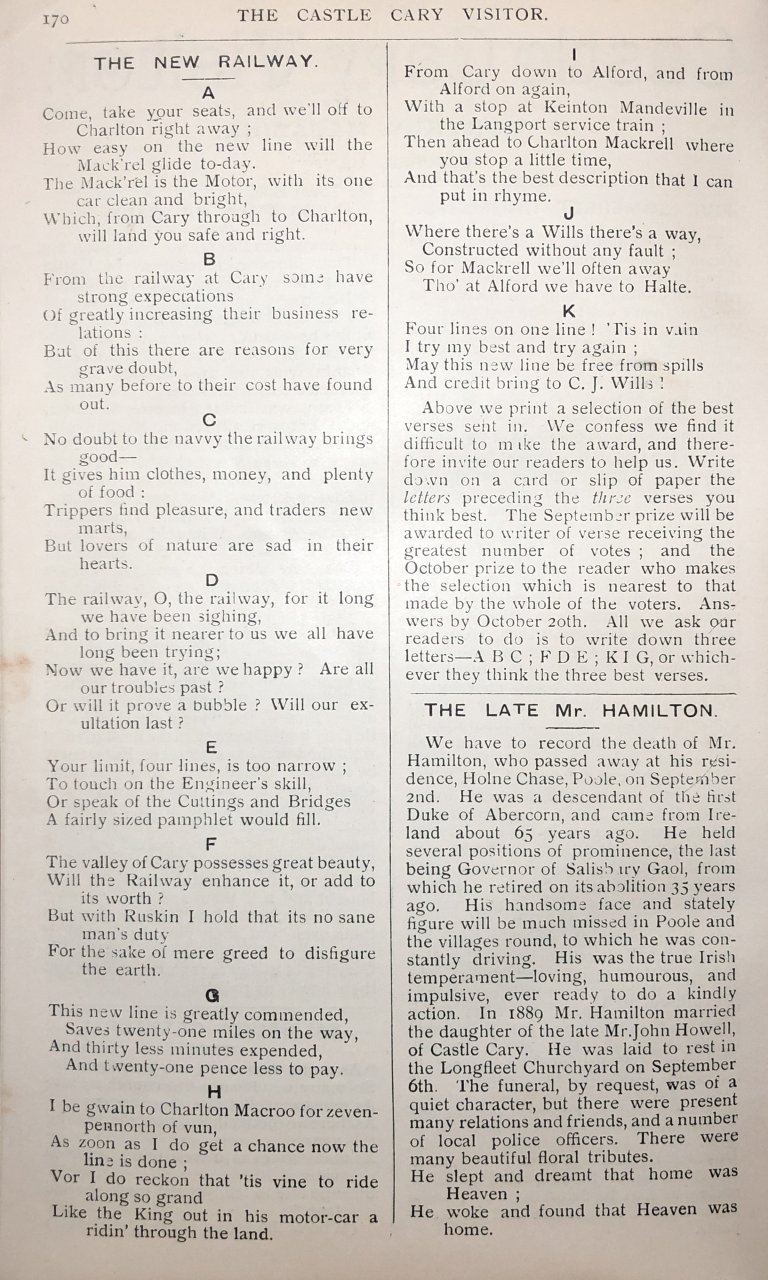 170
THE CASTLE CARY VISITOR.
THE NEW RAILWAY.
A
Come, take your seats, and we'll off to
Charlton right away ;
How easy on the new line will the
Mack'rel glide to-day.
The Mack'rel is the Motor, with its one
car clean and bright,
Which, from Cary through to Charlton,
will land you safe and right.
B
From the railway at Cary some have
strong expectations
Of greatly increasing their business re-
lations :
But of this there are reasons for very
grave doubt,
As many before to their cost have found
out.
C
No doubt to the navvy the railway brings
good—
It gives him clothes, money, and plenty
of food :
Trippers find pleasure, and traders new
marts,
But lovers of nature are sad in their
hearts.
D
The railway, O, the railway, for it long
we have been sighing,
And to bring it nearer to us we all have
long been trying;
Now we have it, are we happy ? Are all
our troubles past ?
Or will it prove a bubble ? Will our ex-
ultation last ?
E
Your limit, four lines, is too narrow ;
To touch on the Engineer's skill,
Or speak of the Cuttings and Bridges
A fairly sized pamphlet would fill.
F
The valley of Cary possesses great beauty,
Will the Railway enhance it, or add to
its worth ?
But with Ruskin I hold that its no sane
man's duty
For the sake of mere greed to disfigure
the earth.
G
This new line is greatly commended,
Saves twenty-one miles on the way,
And thirty less minutes expended,
And twenty-one pence less to pay.
H
I be gwain to Charlton Macroo for zeven-
pennorth of vun,
As zoon as I do get a chance now the
line is done ;
Vor I do reckon that 'tis vine to ride
along so grand
Like the King out in his motor-car a
ridin' through the land.
I
From Cary down to Alford, and from
Alford on again,
With a stop at Keinton Mandeville in
the Langport service train ;
Then ahead to Charlton Mackrell where
you stop a little time,
And that's the best description that I can
put in rhyme.
J
Where there's a Wills there's a way,
Constructed without any fault ;
So for Mackrell we'll often away
Tho' at Alford we have to Halte.
K
Four lines on one line ! 'Tis in vain
I try my best and try again ;
May this new line be free from spills
And credit bring to C. J. Wills !
Above we print a selection of the best
verses sent in. We confess we find it
difficult to make the award, and there-
fore invite our readers to help us. Write
down on a card or slip of paper the
letters preceding the three verses you
think best. The September prize will be
awarded to writer of verse receiving the
greatest number of votes ; and the
October prize to the reader who makes
the selection which is nearest to that
made by the whole of the voters. Ans-
wers by October 20th. All we ask our
readers to do is to write down three
letters—A B C ; F D E ; K I G, or which-
ever they think the three best verses.
THE LATE Mr. HAMILTON.
We have to record the death of Mr.
Hamilton, who passed away at his resi-
dence, Holne Chase, Poole, on September
2nd. He was a descendant of the first
Duke of Abercorn, and came from Ire-
land about 65 years ago. He held
several positions of prominence, the last
being Governor of Salisbury Gaol, from
which he retired on its abolition 35 years
ago. His handsome face and stately
figure will be much missed in Poole and
the villages round, to which he was con-
stantly driving. His was the true Irish
temperament—loving, humourous, and
impulsive, ever ready to do a kindly
action. In 1889 Mr. Hamilton married
the daughter of the late Mr. John Howell,
of Castle Cary. He was laid to rest in
the Longfleet Churchyard on September
6th. The funeral, by request, was of a
quiet character, but there were present
many relations and friends, and a number
of local police officers. There were
many beautiful floral tributes.
He slept and dreamt that home was
Heaven ;
He woke and found that Heaven was
home.